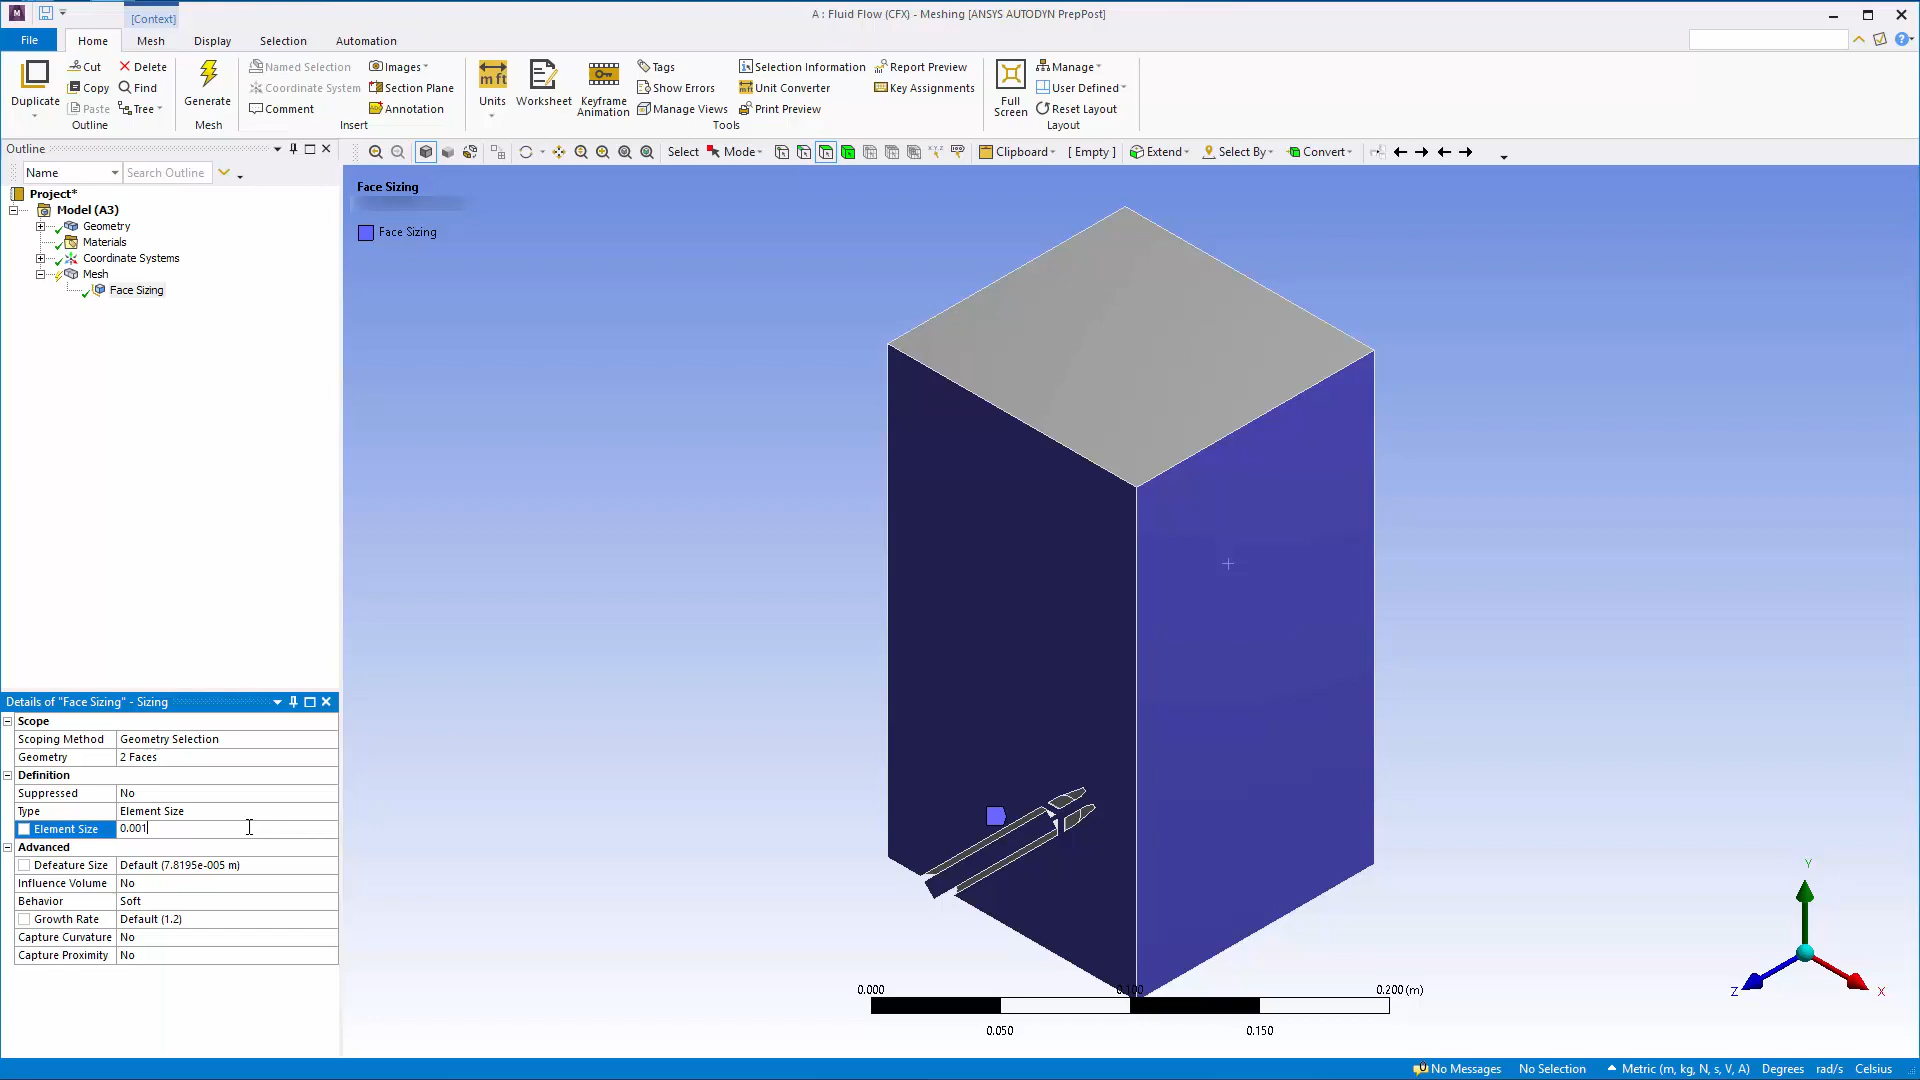 [Context]
A : Fluid Flow (CFX) - Meshing [ANSYS AUTODYN PrepPost]
File Home Mesh Display Selection Automation
Duplicate
Cut Delete
Copy Find
Paste Tree
Outline
Generate
Mesh
Named Selection Images
Coordinate System Section Plane
Comment Annotation
Insert
Units Worksheet Keyframe Animation
Tags Selection Information Report Preview
Show Errors Unit Converter Key Assignments
Manage Views Print Preview
Tools
Full Screen
Manage
User Defined
Reset Layout
Layout
Outline
Select Mode Clipboard [ Empty ] Extend Select By Convert
Name Search Outline
Project*
Model (A3)
Geometry
Materials
Coordinate Systems
Mesh
Face Sizing
Face Sizing
Face Sizing
Details of "Face Sizing" - Sizing
Scope
Scoping Method Geometry Selection
Geometry 2 Faces
Definition
Suppressed No
Type Element Size
Element Size 0.001
Advanced
Defeature Size Default (7.8195e-005 m)
Influence Volume No
Behavior Soft
Growth Rate Default (1.2)
Capture Curvature No
Capture Proximity No
0.000 0.100 0.200 (m)
0.050 0.150
Y
Z X
No Messages No Selection Metric (m, kg, N, s, V, A) Degrees rad/s Celsius